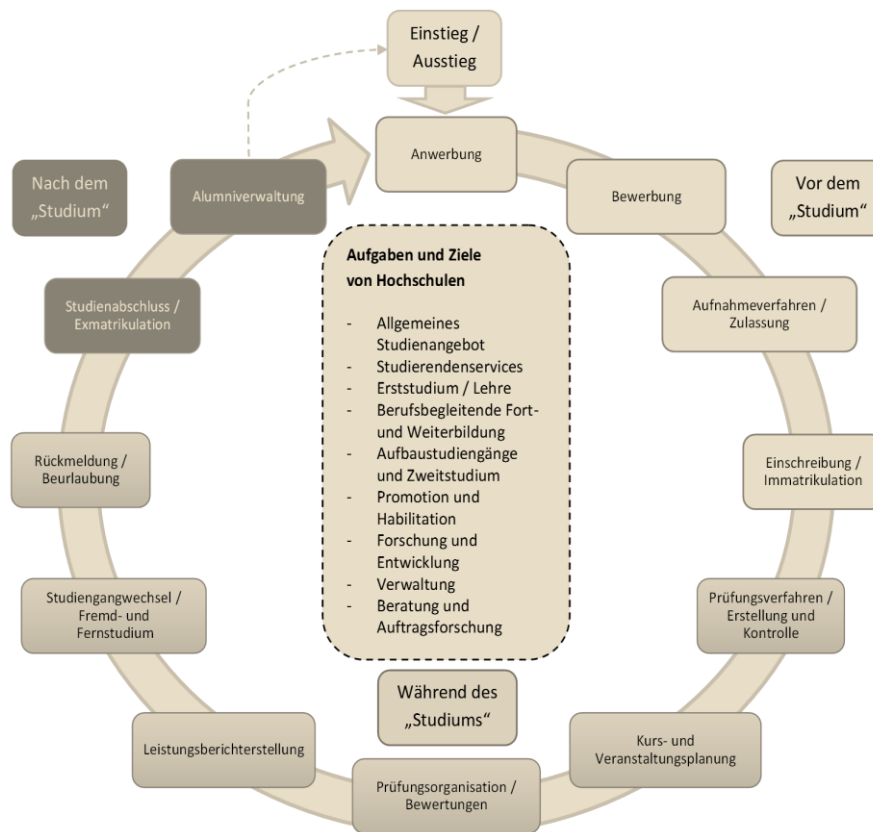 Einstieg /
Ausstieg
Anwerbung
Bewerbung
Vor dem
„Studium“
Aufnahmeverfahren /
Zulassung
Einschreibung /
Immatrikulation
Prüfungsverfahren /
Erstellung und
Kontrolle
Kurs- und
Veranstaltungsplanung
Prüfungsorganisation /
Bewertungen
Während des
„Studiums“
Leistungsberichterstellung
Studiengangwechsel /
Fremd- und
Fernstudium
Rückmeldung /
Beurlaubung
Studienabschluss /
Exmatrikulation
Nach dem
„Studium“
Alumniverwaltung
Aufgaben und Ziele
von Hochschulen
- Allgemeines
Studienangebot
- Studierendenservices
- Erststudium / Lehre
- Berufsbegleitende Fort-
und Weiterbildung
- Aufbaustudiengänge
und Zweitstudium
- Promotion und
Habilitation
- Forschung und
Entwicklung
- Verwaltung
- Beratung und
Auftragsforschung